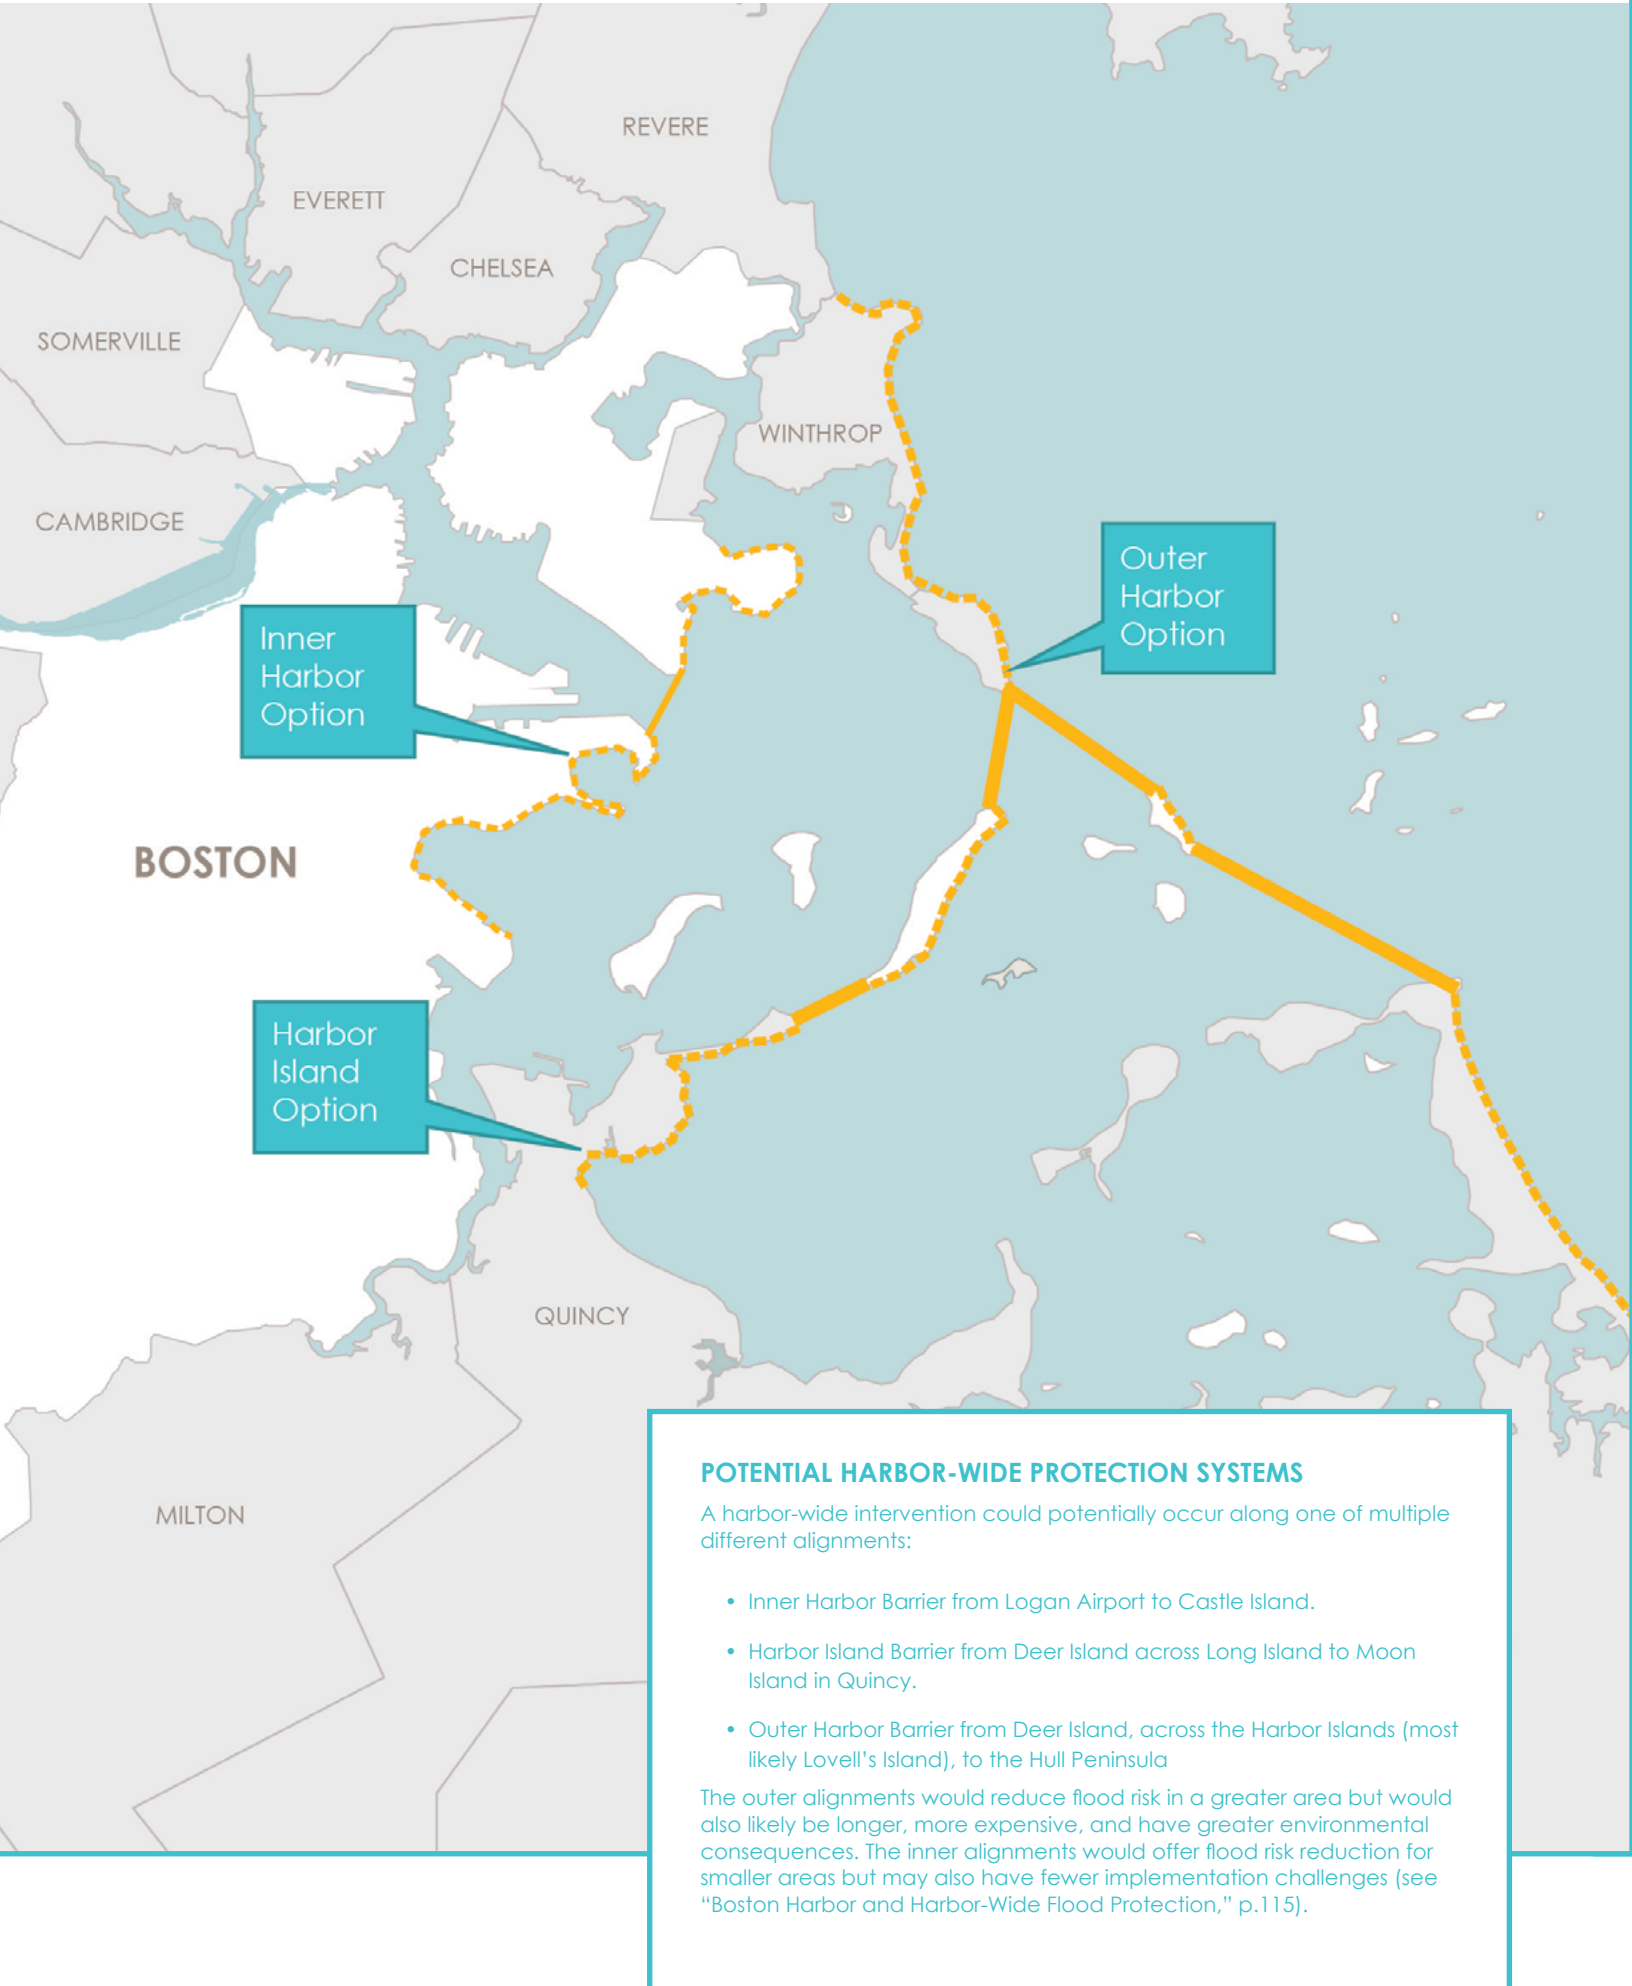 REVERE
EVERETT
CHELSEA
SOMERVILLE
WINTHROP
CAMBRIDGE
Outer
Harbor
Option
Inner
Harbor
Option
BOSTON
Harbor
Island
Option
QUINCY
MILTON
POTENTIAL HARBOR-WIDE PROTECTION SYSTEMS
A harbor-wide intervention could potentially occur along one of multiple
different alignments:
• Inner Harbor Barrier from Logan Airport to Castle Island.
• Harbor Island Barrier from Deer Island across Long Island to Moon
Island in Quincy.
• Outer Harbor Barrier from Deer Island, across the Harbor Islands (most
likely Lovell’s Island), to the Hull Peninsula
The outer alignments would reduce flood risk in a greater area but would
also likely be longer, more expensive, and have greater environmental
consequences. The inner alignments would offer flood risk reduction for
smaller areas but may also have fewer implementation challenges (see
“Boston Harbor and Harbor-Wide Flood Protection,” p.115).